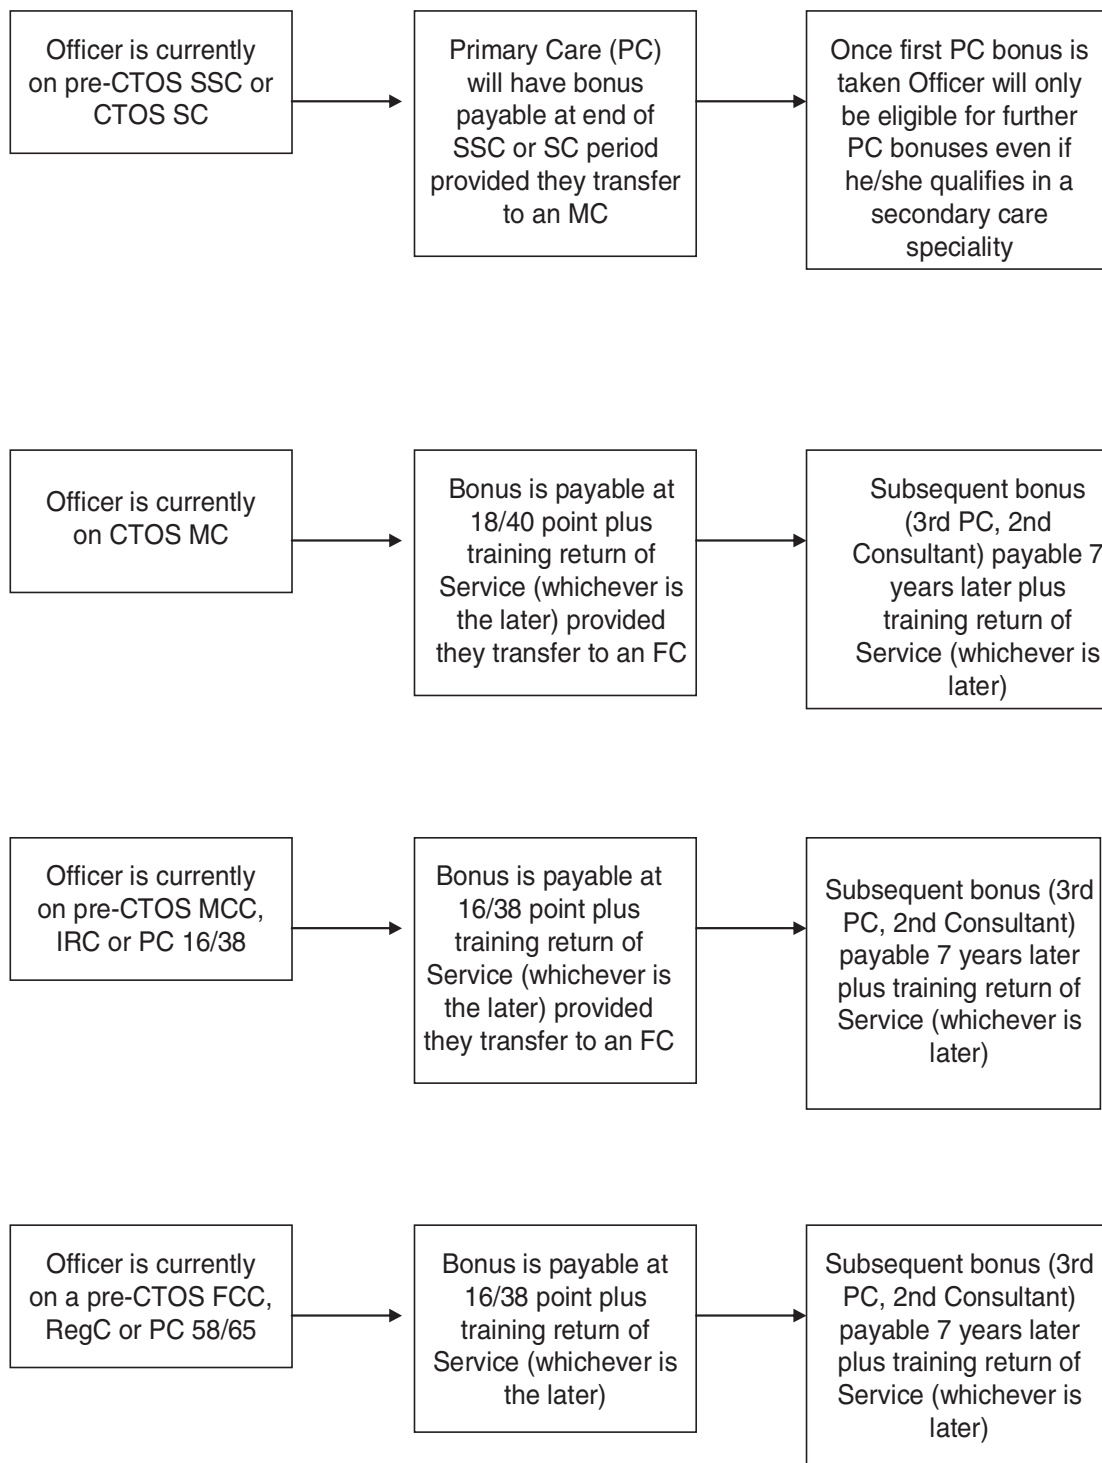 Officer is currently
on pre-CTOS SSC or
CTOS SC
Primary Care (PC)
will have bonus
payable at end of
SSC or SC period
provided they transfer
to an MC
Once first PC bonus is
taken Officer will only
be eligible for further
PC bonuses even if
he/she qualifies in a
secondary care
speciality
Officer is currently
on CTOS MC
Bonus is payable at
18/40 point plus
training return of
Service (whichever is
the later) provided
they transfer to an FC
Subsequent bonus
(3rd PC, 2nd
Consultant) payable 7
years later plus
training return of
Service (whichever is
later)
Officer is currently
on pre-CTOS MCC,
IRC or PC 16/38
Bonus is payable at
16/38 point plus
training return of
Service (whichever is
the later) provided
they transfer to an FC
Subsequent bonus (3rd
PC, 2nd Consultant)
payable 7 years later
plus training return of
Service (whichever is
later)
Officer is currently
on a pre-CTOS FCC,
RegC or PC 58/65
Bonus is payable at
16/38 point plus
training return of
Service (whichever is
the later)
Subsequent bonus (3rd
PC, 2nd Consultant)
payable 7 years later
plus training return of
Service (whichever is
later)